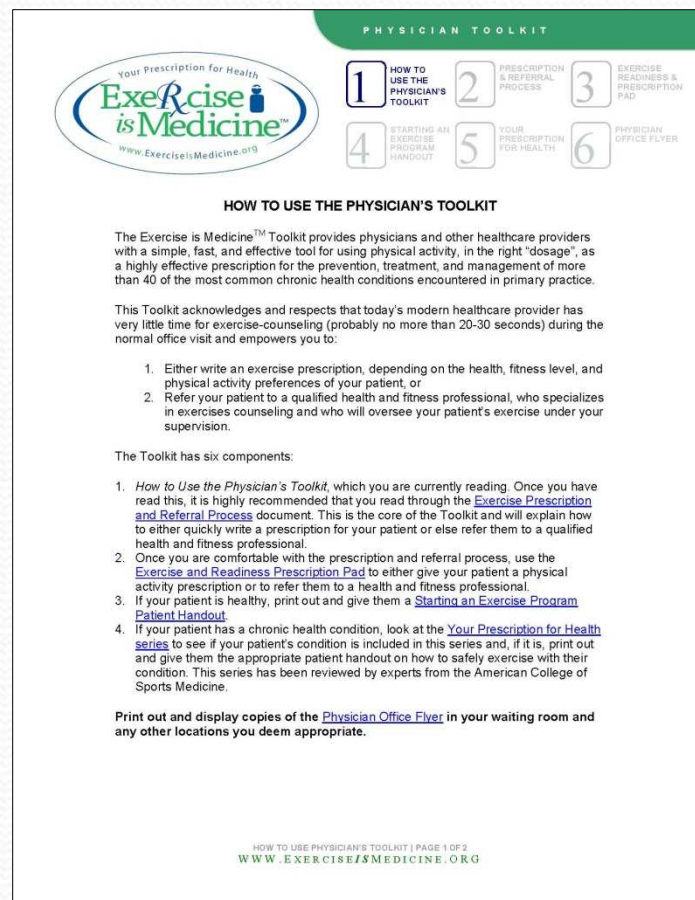 PHYSICIAN TOOLKIT
Your Prescription for Health
ExeRcise
is Medicine™
www.ExerciseisMedicine.org
1 HOW TO
USE THE
PHYSICIAN'S
TOOLKIT
2 PRESCRIPTION
& REFERRAL
PROCESS
3 EXERCISE
READINESS &
PRESCRIPTION
PAD
4 STARTING AN
EXERCISE
PROGRAM
HANDOUT
5 YOUR
PRESCRIPTION
FOR HEALTH
6 PHYSICIAN
OFFICE FLYER
HOW TO USE THE PHYSICIAN'S TOOLKIT
The Exercise is Medicine™ Toolkit provides physicians and other healthcare providers
with a simple, fast, and effective tool for using physical activity, in the right “dosage”, as
a highly effective prescription for the prevention, treatment, and management of more
than 40 of the most common chronic health conditions encountered in primary practice.
This Toolkit acknowledges and respects that today's modern healthcare provider has
very little time for exercise-counseling (probably no more than 20-30 seconds) during the
normal office visit and empowers you to:
1. Either write an exercise prescription, depending on the health, fitness level, and
physical activity preferences of your patient, or
2. Refer your patient to a qualified health and fitness professional, who specializes
in exercises counseling and who will oversee your patient's exercise under your
supervision.
The Toolkit has six components:
1. How to Use the Physician's Toolkit, which you are currently reading. Once you have
read this, it is highly recommended that you read through the Exercise Prescription
and Referral Process document. This is the core of the Toolkit and will explain how
to either quickly write a prescription for your patient or else refer them to a qualified
health and fitness professional.
2. Once you are comfortable with the prescription and referral process, use the
Exercise and Readiness Prescription Pad to either give your patient a physical
activity prescription or to refer them to a health and fitness professional.
3. If your patient is healthy, print out and give them a Starting an Exercise Program
Patient Handout.
4. If your patient has a chronic health condition, look at the Your Prescription for Health
series to see if your patient's condition is included in this series and, if it is, print out
and give them the appropriate patient handout on how to safely exercise with their
condition. This series has been reviewed by experts from the American College of
Sports Medicine.
Print out and display copies of the Physician Office Flyer in your waiting room and
any other locations you deem appropriate.
HOW TO USE PHYSICIAN'S TOOLKIT | PAGE 1 OF 2
WWW.EXERCISEISMEDICINE.ORG